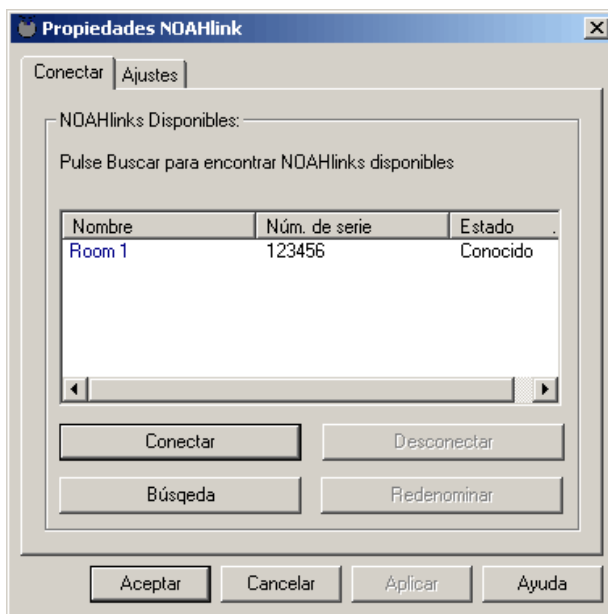 Propiedades NOAHlink
Conectar Ajustes
NOAHlinks Disponibles:
Pulse Buscar para encontrar NOAHlinks disponibles
Nombre Núm. de serie Estado .
Room 1 123456 Conocido
Conectar Desconectar
Búsqeda Redenominar
Aceptar Cancelar Aplicar Ayuda